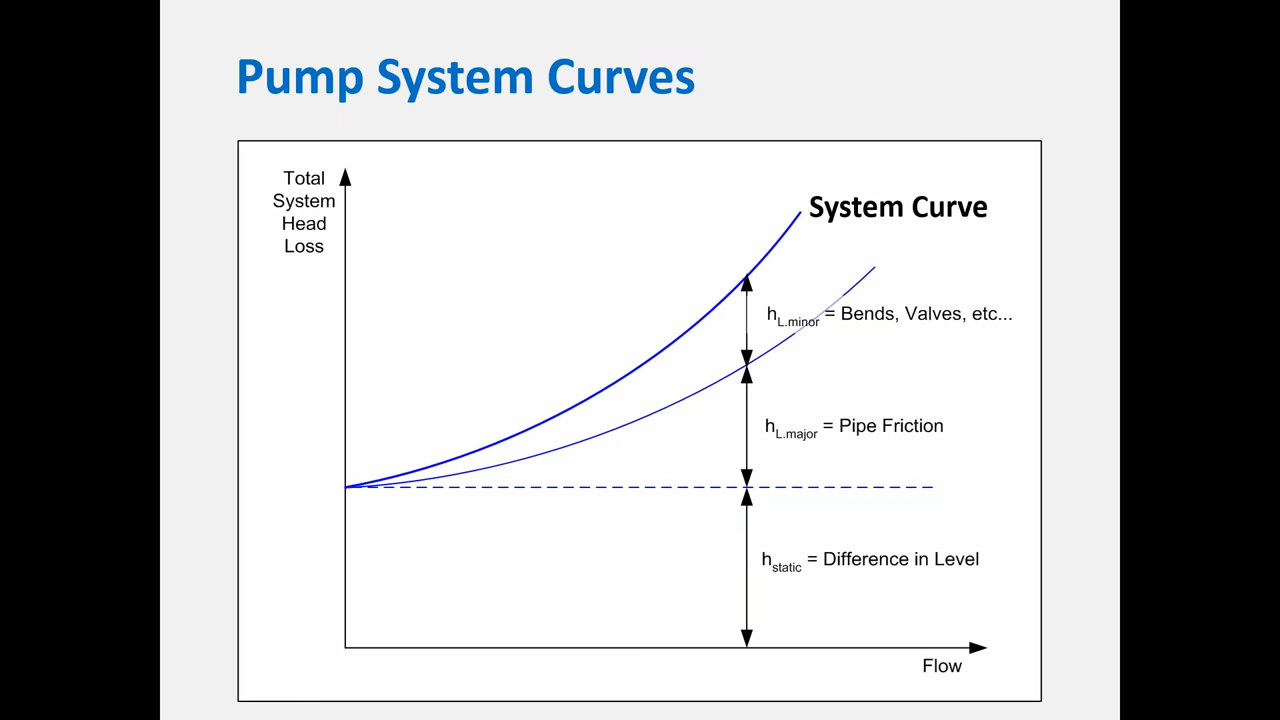 Pump System Curves
Total
System
Head
Loss
System Curve
hL.minor = Bends, Valves, etc...
hL.major = Pipe Friction
hstatic = Difference in Level
Flow